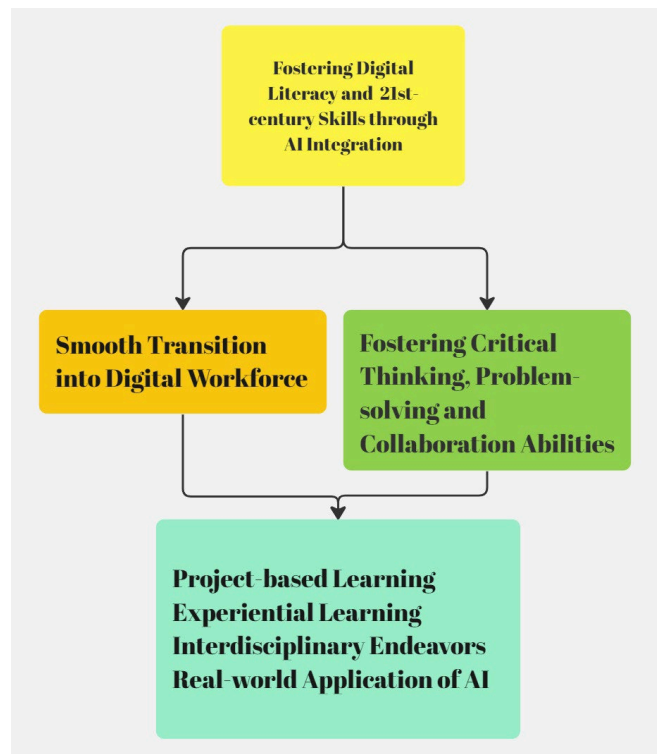 Fostering Digital
Literacy and 21st-
century Skills through
AI Integration
Smooth Transition
into Digital Workforce
Fostering Critical
Thinking, Problem-
solving and
Collaboration Abilities
Project-based Learning
Experiential Learning
Interdisciplinary Endeavors
Real-world Application of AI